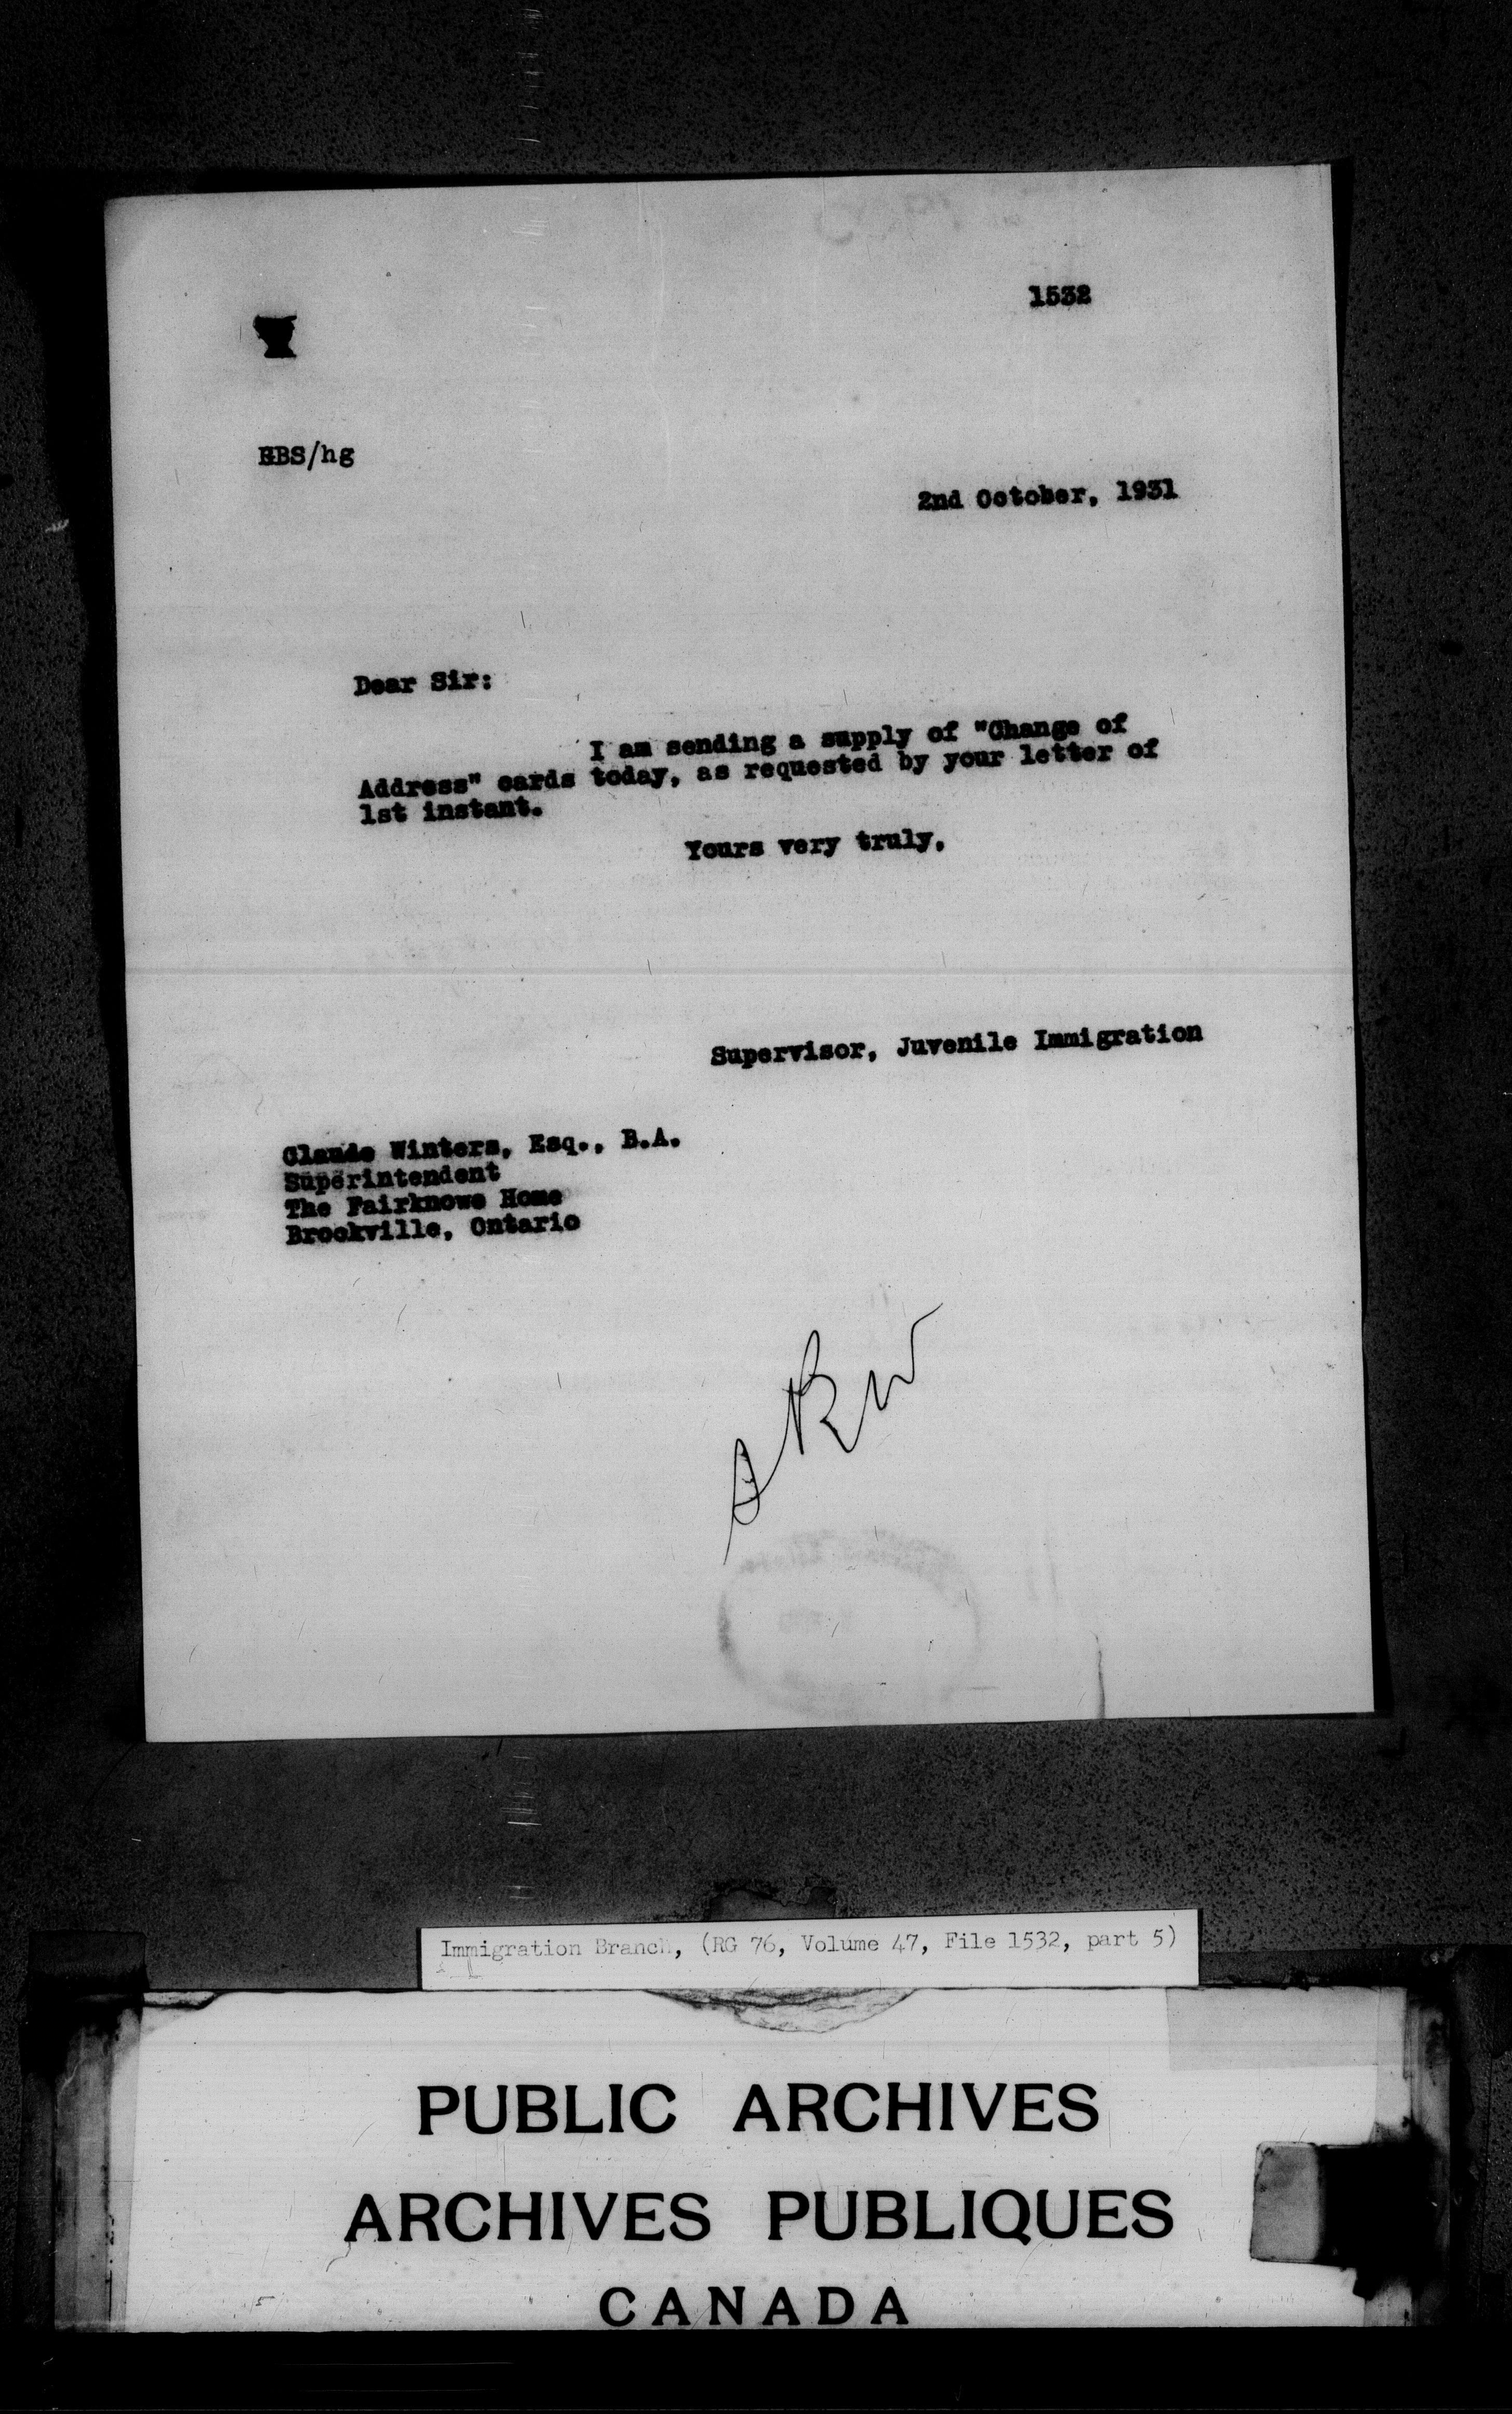 1532
EBS/hg
2nd October, 1931
Dear Sir:
I am sending a supply of "Change of
Address" cards today, as requested by your letter of
1st instant.
Yours very truly,
Supervisor, Juvenile Immigration
Claude Winters, Esq., B.A.
Superintendent
The Fairknowe Home
Brockville, Ontario
Immigration Branch, (RG 76, Volume 47, File 1532, part 5)
PUBLIC ARCHIVES
ARCHIVES PUBLIQUES
CANADA